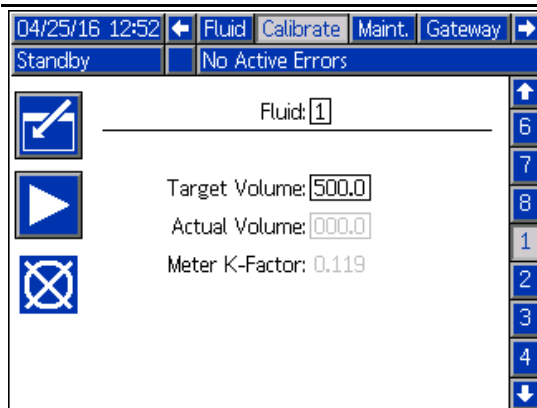 04/25/16 12:52 Fluid Calibrate Maint. Gateway
Standby No Active Errors
Fluid: 1
Target Volume: 500.0
Actual Volume: 000.0
Meter K-Factor: 0.119
6
7
8
1
2
3
4